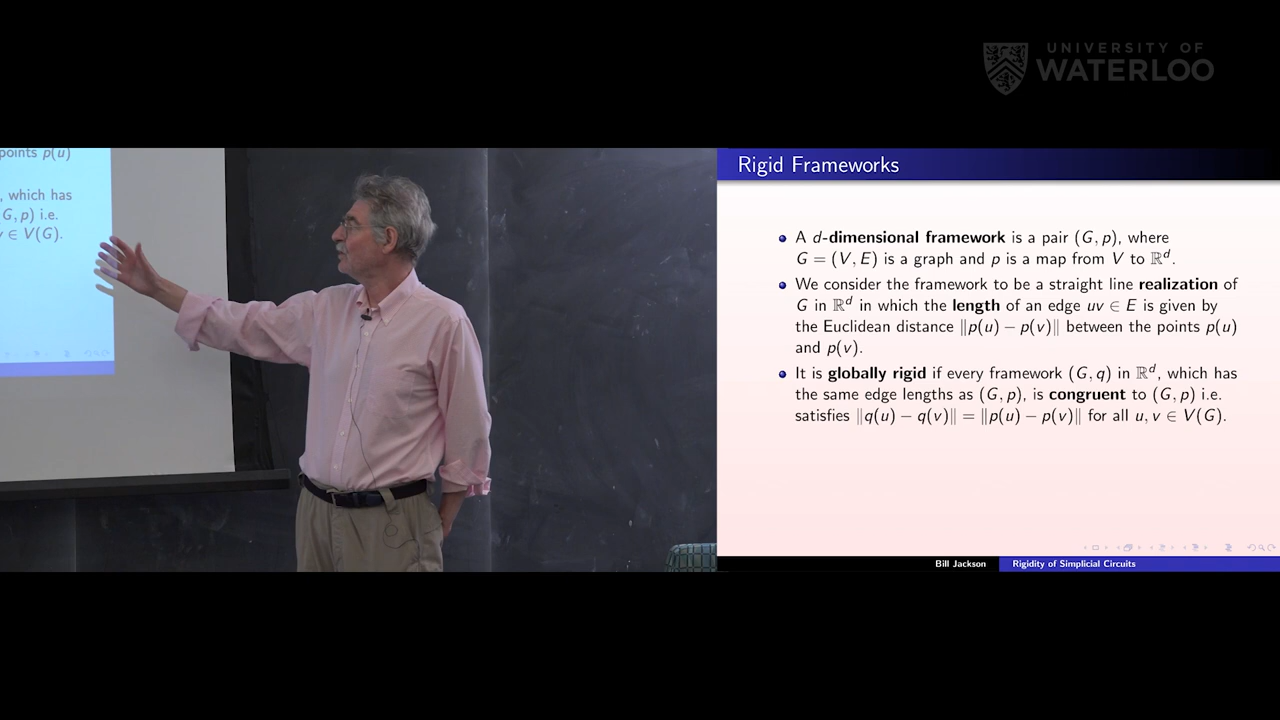 UNIVERSITY OF
WATERLOO
points p(u)
, which has
G, p) i.e.
v ∈ V(G).
Rigid Frameworks
A d-dimensional framework is a pair (G, p), where
G = (V, E) is a graph and p is a map from V to ℝᵈ.
We consider the framework to be a straight line realization of
G in ℝᵈ in which the length of an edge uv ∈ E is given by
the Euclidean distance ‖p(u) − p(v)‖ between the points p(u)
and p(v).
It is globally rigid if every framework (G, q) in ℝᵈ, which has
the same edge lengths as (G, p), is congruent to (G, p) i.e.
satisfies ‖q(u) − q(v)‖ = ‖p(u) − p(v)‖ for all u, v ∈ V(G).
Bill Jackson
Rigidity of Simplicial Circuits